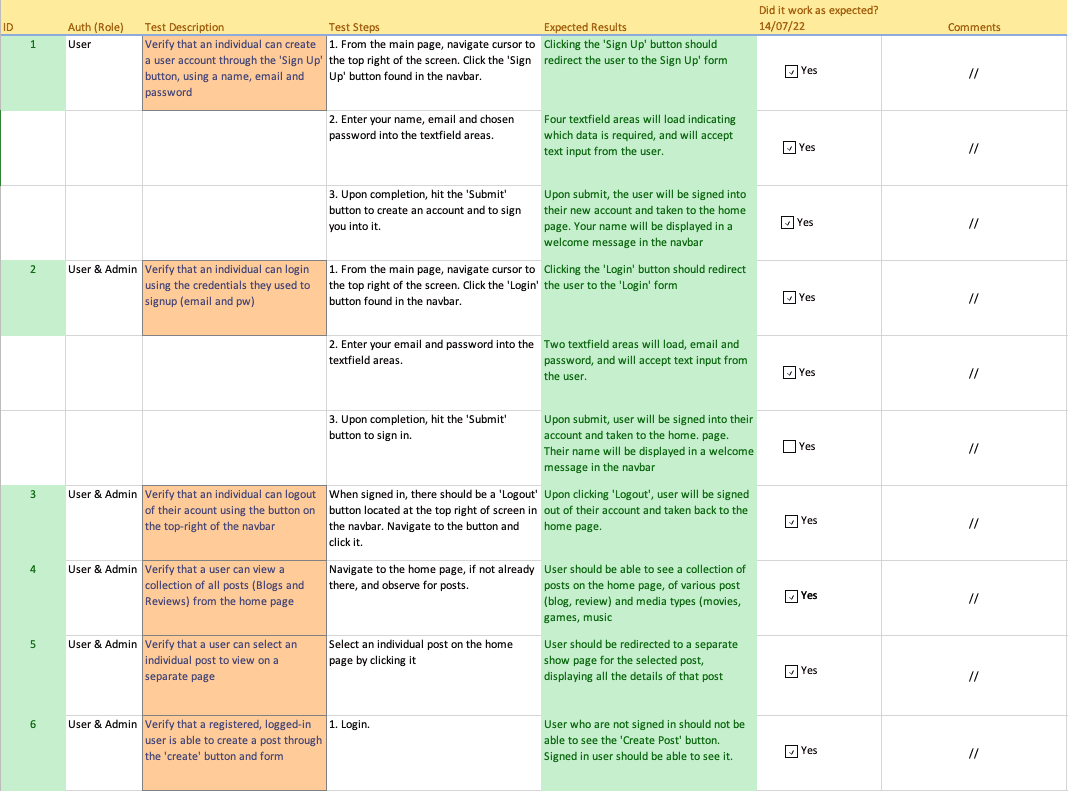 Did it work as expected?
ID Auth (Role) Test Description Test Steps Expected Results 14/07/22 Comments
1 User Verify that an individual can create 1. From the main page, navigate cursor to Clicking the 'Sign Up' button should
a user account through the 'Sign Up' the top right of the screen. Click the 'Sign redirect the user to the Sign Up' form
button, using a name, email and Up' button found in the navbar. Yes //
password
2. Enter your name, email and chosen Four textfield areas will load indicating
password into the textfield areas. which data is required, and will accept
text input from the user. Yes //
3. Upon completion, hit the 'Submit' Upon submit, the user will be signed into
button to create an account and to sign their new account and taken to the home
you into it. page. Your name will be displayed in a Yes //
welcome message in the navbar
2 User & Admin Verify that an individual can login 1. From the main page, navigate cursor to Clicking the 'Login' button should redirect
using the credentials they used to the top right of the screen. Click the 'Login' the user to the 'Login' form
signup (email and pw) button found in the navbar. Yes //
2. Enter your email and password into the Two textfield areas will load, email and
textfield areas. password, and will accept text input from
the user. Yes //
3. Upon completion, hit the 'Submit' Upon submit, user will be signed into their
button to sign in. account and taken to the home. page.
Their name will be displayed in a welcome Yes //
message in the navbar
3 User & Admin Verify that an individual can logout When signed in, there should be a 'Logout' Upon clicking 'Logout', user will be signed
of their acount using the button on button located at the top right of screen in out of their account and taken back to the
the top-right of the navbar the navbar. Navigate to the button and home page. Yes //
click it.
4 User & Admin Verify that a user can view a Navigate to the home page, if not already User should be able to see a collection of
collection of all posts (Blogs and there, and observe for posts. posts on the home page, of various post
Reviews) from the home page (blog, review) and media types (movies, Yes //
games, music
5 User & Admin Verify that a user can select an Select an individual post on the home User should be redirected to a separate
individual post to view on a page by clicking it show page for the selected post,
separate page displaying all the details of that post Yes //
6 User & Admin Verify that a registered, logged-in 1. Login. User who are not signed in should not be
user is able to create a post through able to see the 'Create Post' button.
the 'create' button and form Signed in user should be able to see it. Yes //